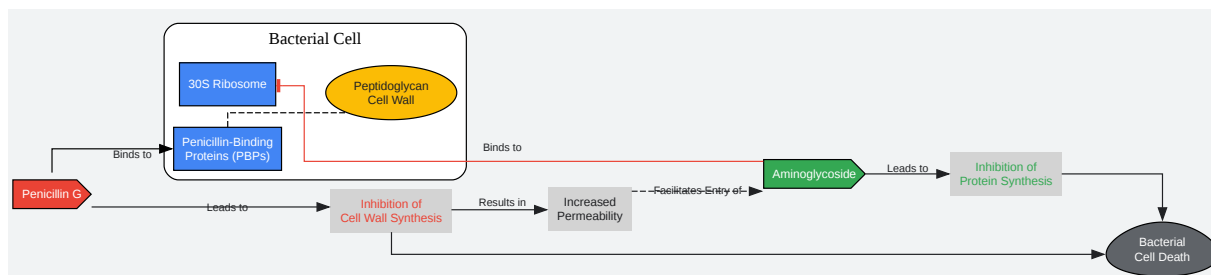 Bacterial Cell
30S Ribosome
Peptidoglycan
Cell Wall
Penicillin-Binding
Proteins (PBPs)
Binds to
Binds to
Penicillin G
Leads to
Inhibition of
Cell Wall Synthesis
Results in
Increased
Permeability
Facilitates Entry of
Aminoglycoside
Leads to
Inhibition of
Protein Synthesis
Bacterial
Cell Death